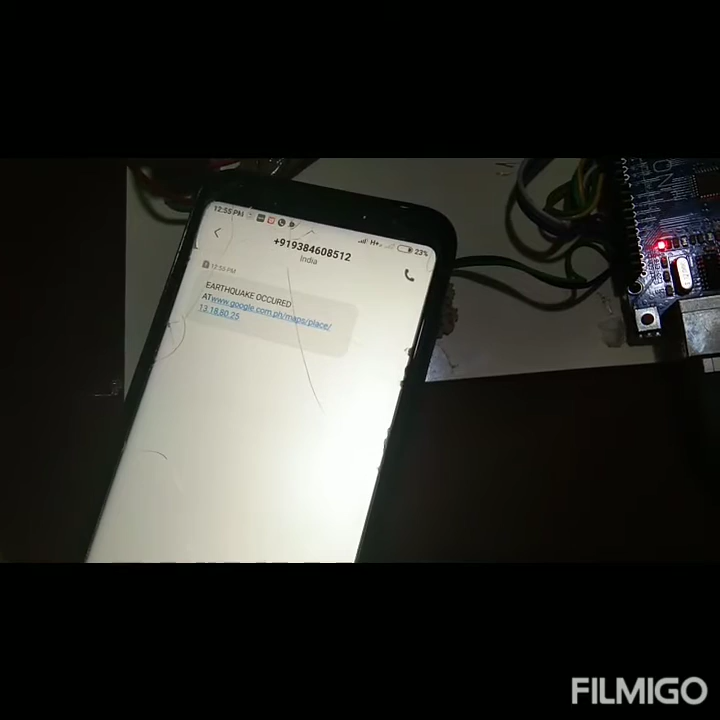 12:55 PM
H+
23%
+919384608512
India
12:55 PM
EARTHQUAKE OCCURED
ATwww.google.com.ph/maps/place/
13.18,80.25
UNO
FILMIGO